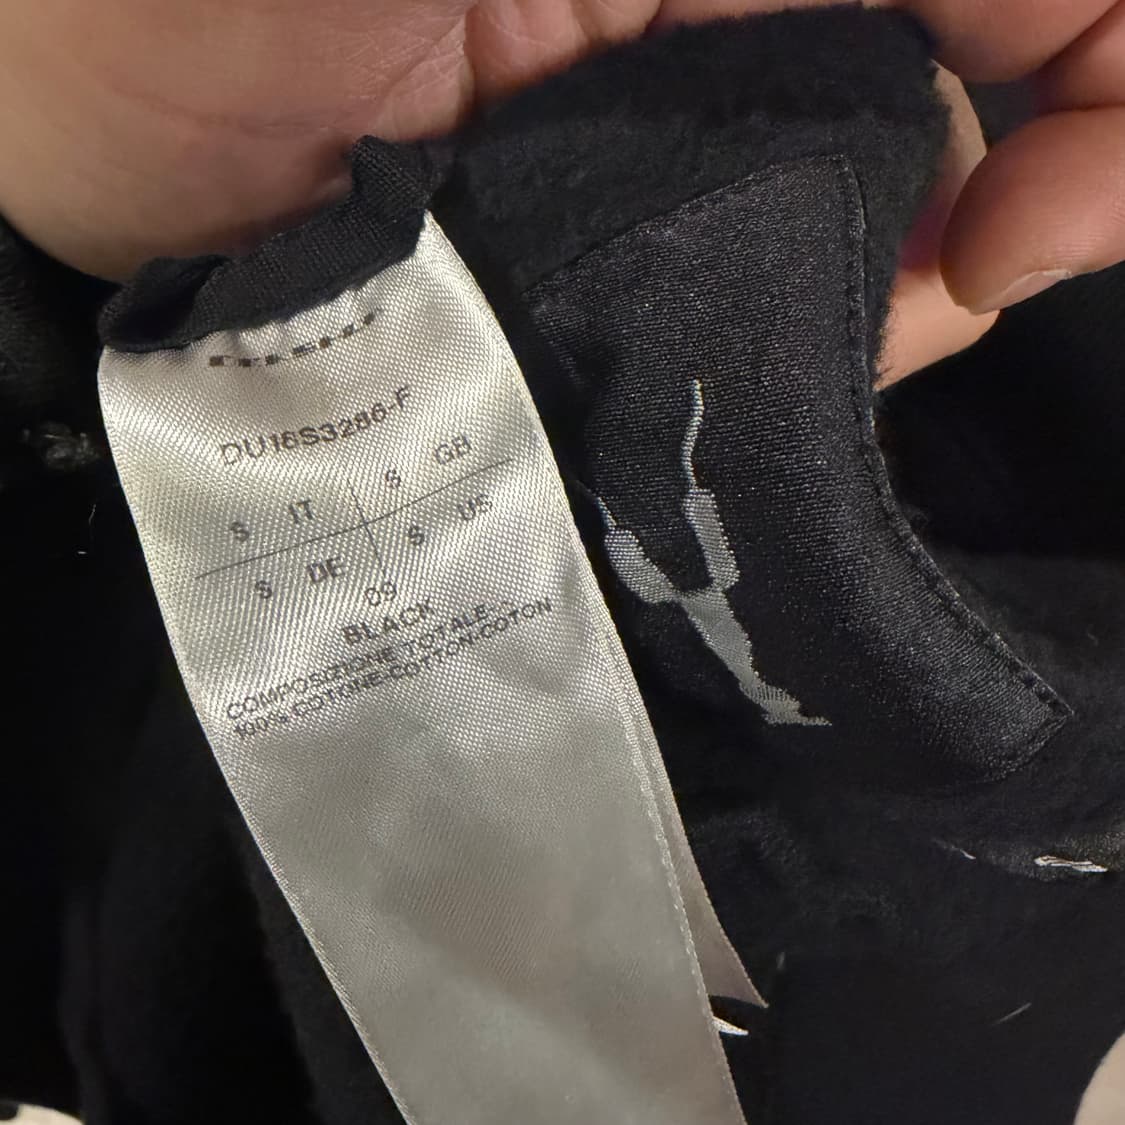 DU16S3286-F
S IT S GB
S DE S US
09
BLACK
COMPOSIZIONE TOTALE:
100% COTONE-COTTON-COTON